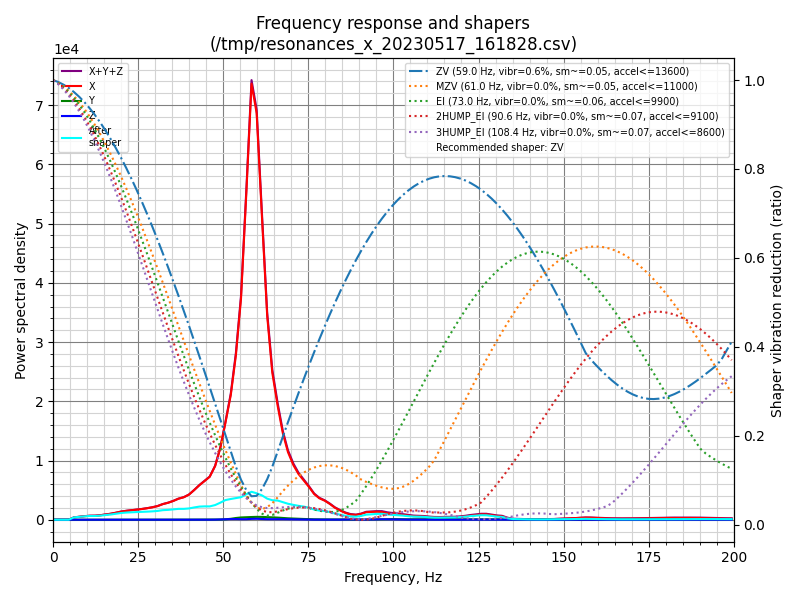 Frequency response and shapers
(/tmp/resonances_x_20230517_161828.csv)
1e4
X+Y+Z
X
Y
Z
After
shaper
ZV (59.0 Hz, vibr=0.6%, sm~=0.05, accel<=13600)
MZV (61.0 Hz, vibr=0.0%, sm~=0.05, accel<=11000)
EI (73.0 Hz, vibr=0.0%, sm~=0.06, accel<=9900)
2HUMP_EI (90.6 Hz, vibr=0.0%, sm~=0.07, accel<=9100)
3HUMP_EI (108.4 Hz, vibr=0.0%, sm~=0.07, accel<=8600)
Recommended shaper: ZV
Power spectral density
7
6
5
4
3
2
1
0
1.0
0.8
0.6
0.4
0.2
0.0
Shaper vibration reduction (ratio)
0 25 50 75 100 125 150 175 200
Frequency, Hz